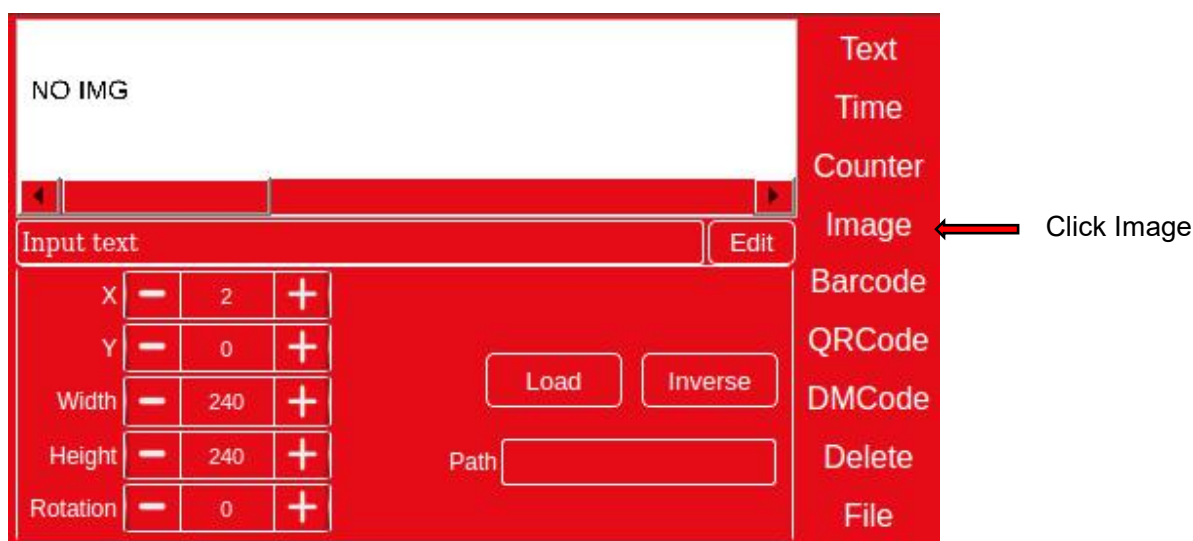 NO IMG
Input text
Edit
X
2
Y
0
Width
240
Height
240
Rotation
0
Load
Inverse
Path
Text
Time
Counter
Image
Barcode
QRCode
DMCode
Delete
File
Click Image